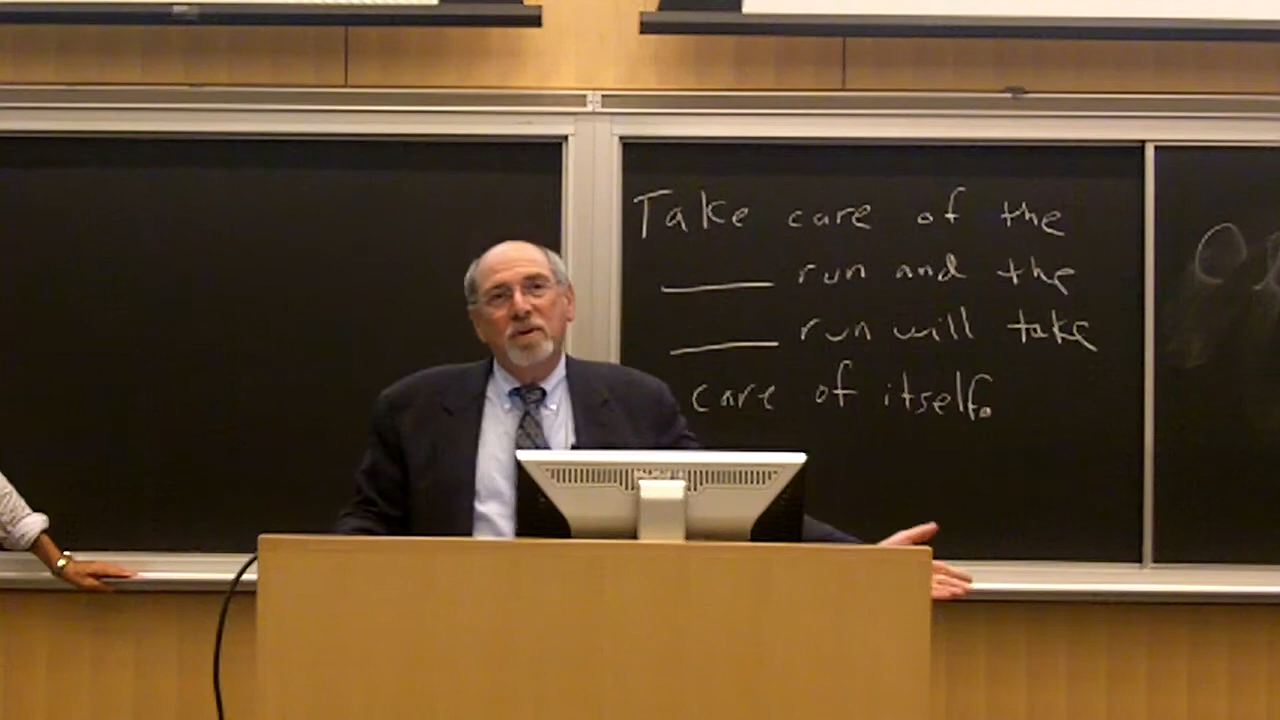 Take care of the
____ run and the
____ run will take
care of itself.